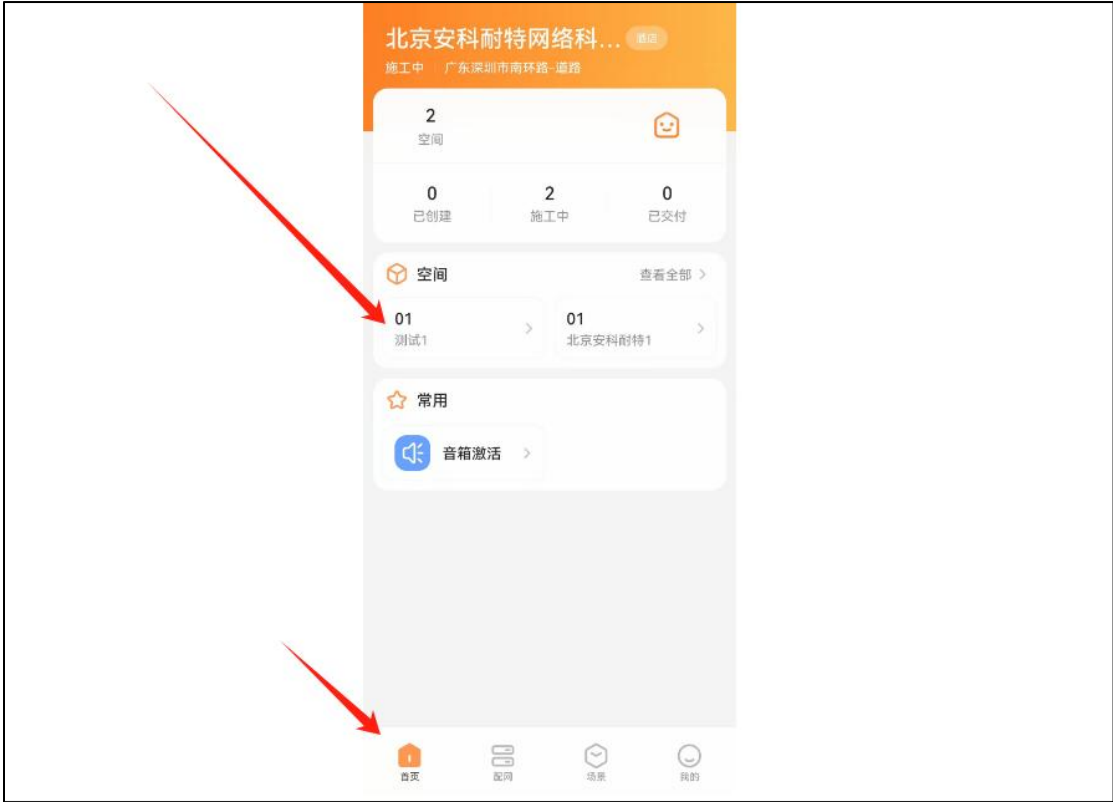 北京安科耐特网络科... 酒店
施工中 广东深圳市南环路-道路
2
空间
0 2 0
已创建 施工中 已交付
空间 查看全部
01 01
测试1 北京安科耐特1
常用
音箱激活
首页 配网 场景 我的